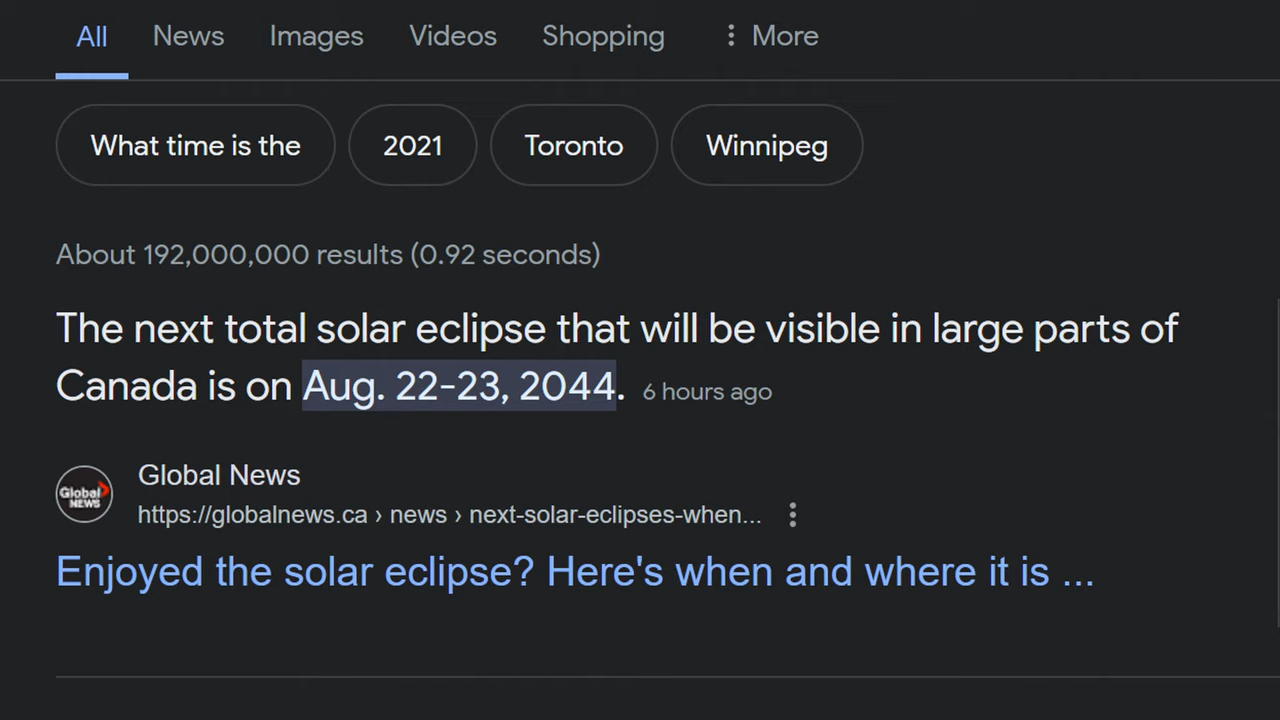 All News Images Videos Shopping More
What time is the 2021 Toronto Winnipeg
About 192,000,000 results (0.92 seconds)
The next total solar eclipse that will be visible in large parts of
Canada is on Aug. 22-23, 2044. 6 hours ago
Global News
Global
NEWS
https://globalnews.ca › news › next-solar-eclipses-when...
Enjoyed the solar eclipse? Here's when and where it is ...